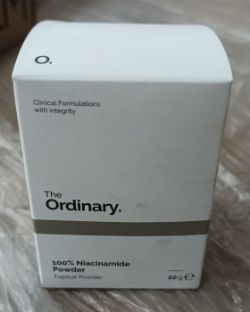 O.
Clinical Formulations
with Integrity.
The
Ordinary.
100% Niacinamide
Powder
Topical Powder
20 g e